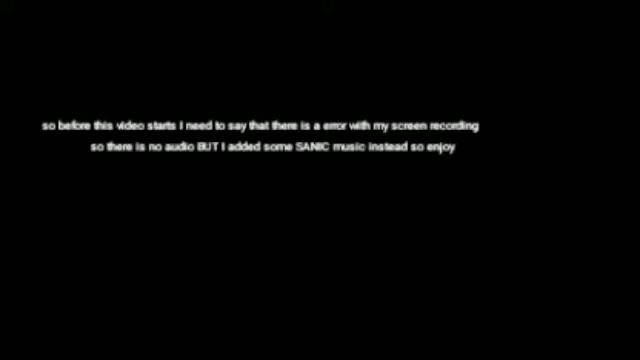 so before this video starts I need to say that there is a error with my screen recording
so there is no audio BUT I added some SANIC music instead so enjoy